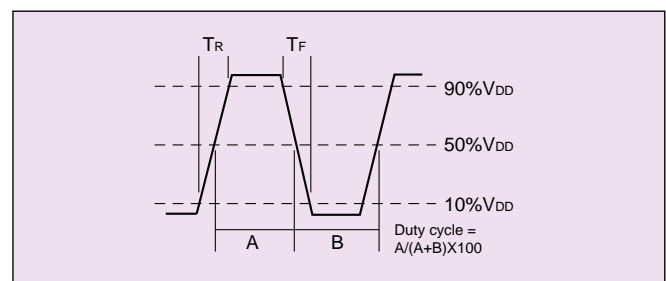 TR TF
90%VDD
50%VDD
10%VDD
A B
Duty cycle =
A/(A+B)X100